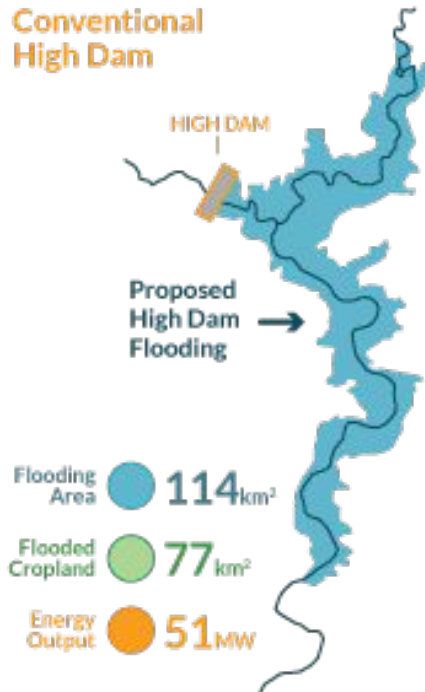 Conventional
High Dam
HIGH DAM
Proposed
High Dam
Flooding
Flooding
Area
114km²
Flooded
Cropland
77km²
Energy
Output
51MW